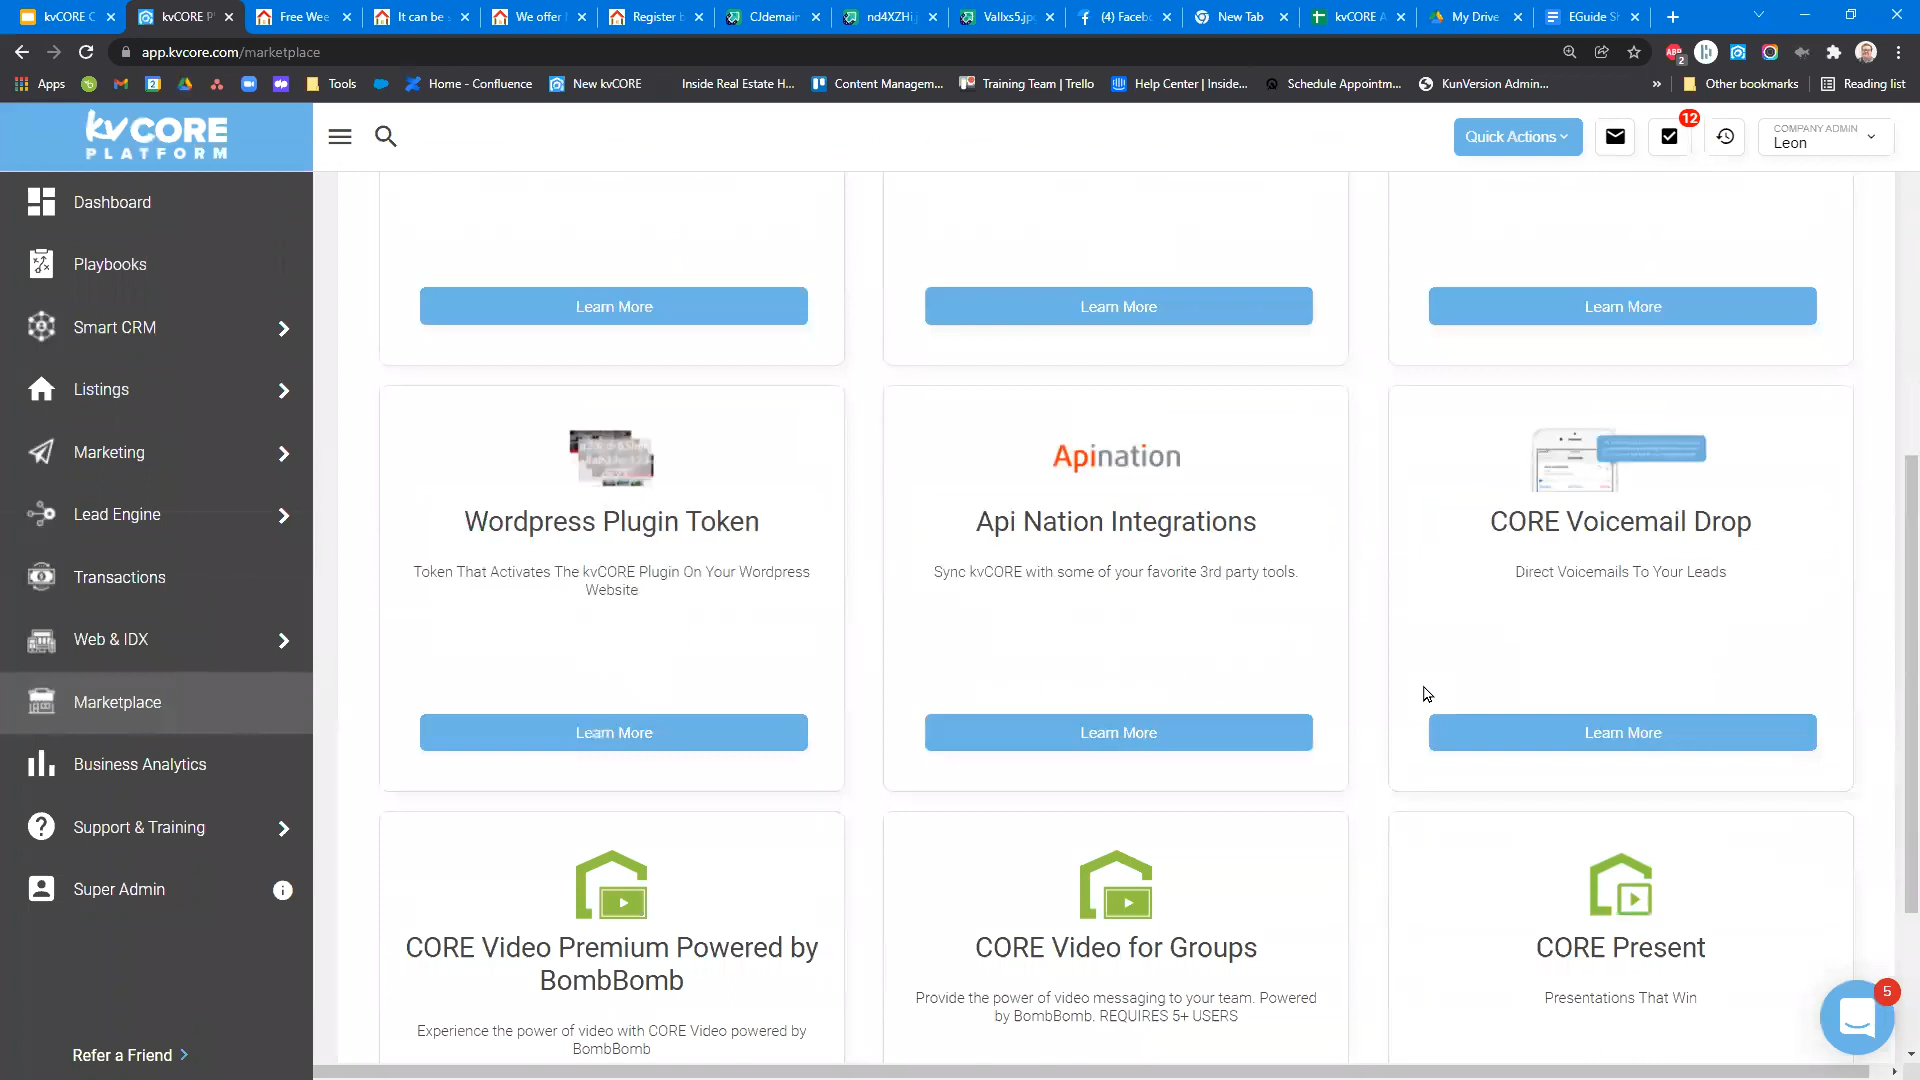 kvCORE C
kvCORE P
Free Wee
It can be s
We offer
Register b
CJdemain
nd4XZHi.j
Vallxs5.jp
(4) Faceb
New Tab
kvCORE A
My Drive
EGuide Sh
app.kvcore.com/marketplace
Apps
Tools
Home - Confluence
New kvCORE
Inside Real Estate H...
Content Managem...
Training Team | Trello
Help Center | Inside...
Schedule Appointm...
KunVersion Admin...
»
Other bookmarks
Reading list
kvCORE
PLATFORM
Quick Actions
12
COMPANY ADMIN
Leon
Dashboard
Playbooks
Smart CRM
Listings
Marketing
Lead Engine
Transactions
Web & IDX
Marketplace
Business Analytics
Support & Training
Super Admin
Refer a Friend >
Learn More
Learn More
Learn More
Wordpress Plugin Token
Token That Activates The kvCORE Plugin On Your Wordpress
Website
Learn More
Apination
Api Nation Integrations
Sync kvCORE with some of your favorite 3rd party tools.
Learn More
CORE Voicemail Drop
Direct Voicemails To Your Leads
Learn More
CORE Video Premium Powered by
BombBomb
Experience the power of video with CORE Video powered by
BombBomb
CORE Video for Groups
Provide the power of video messaging to your team. Powered
by BombBomb. REQUIRES 5+ USERS
CORE Present
Presentations That Win
5